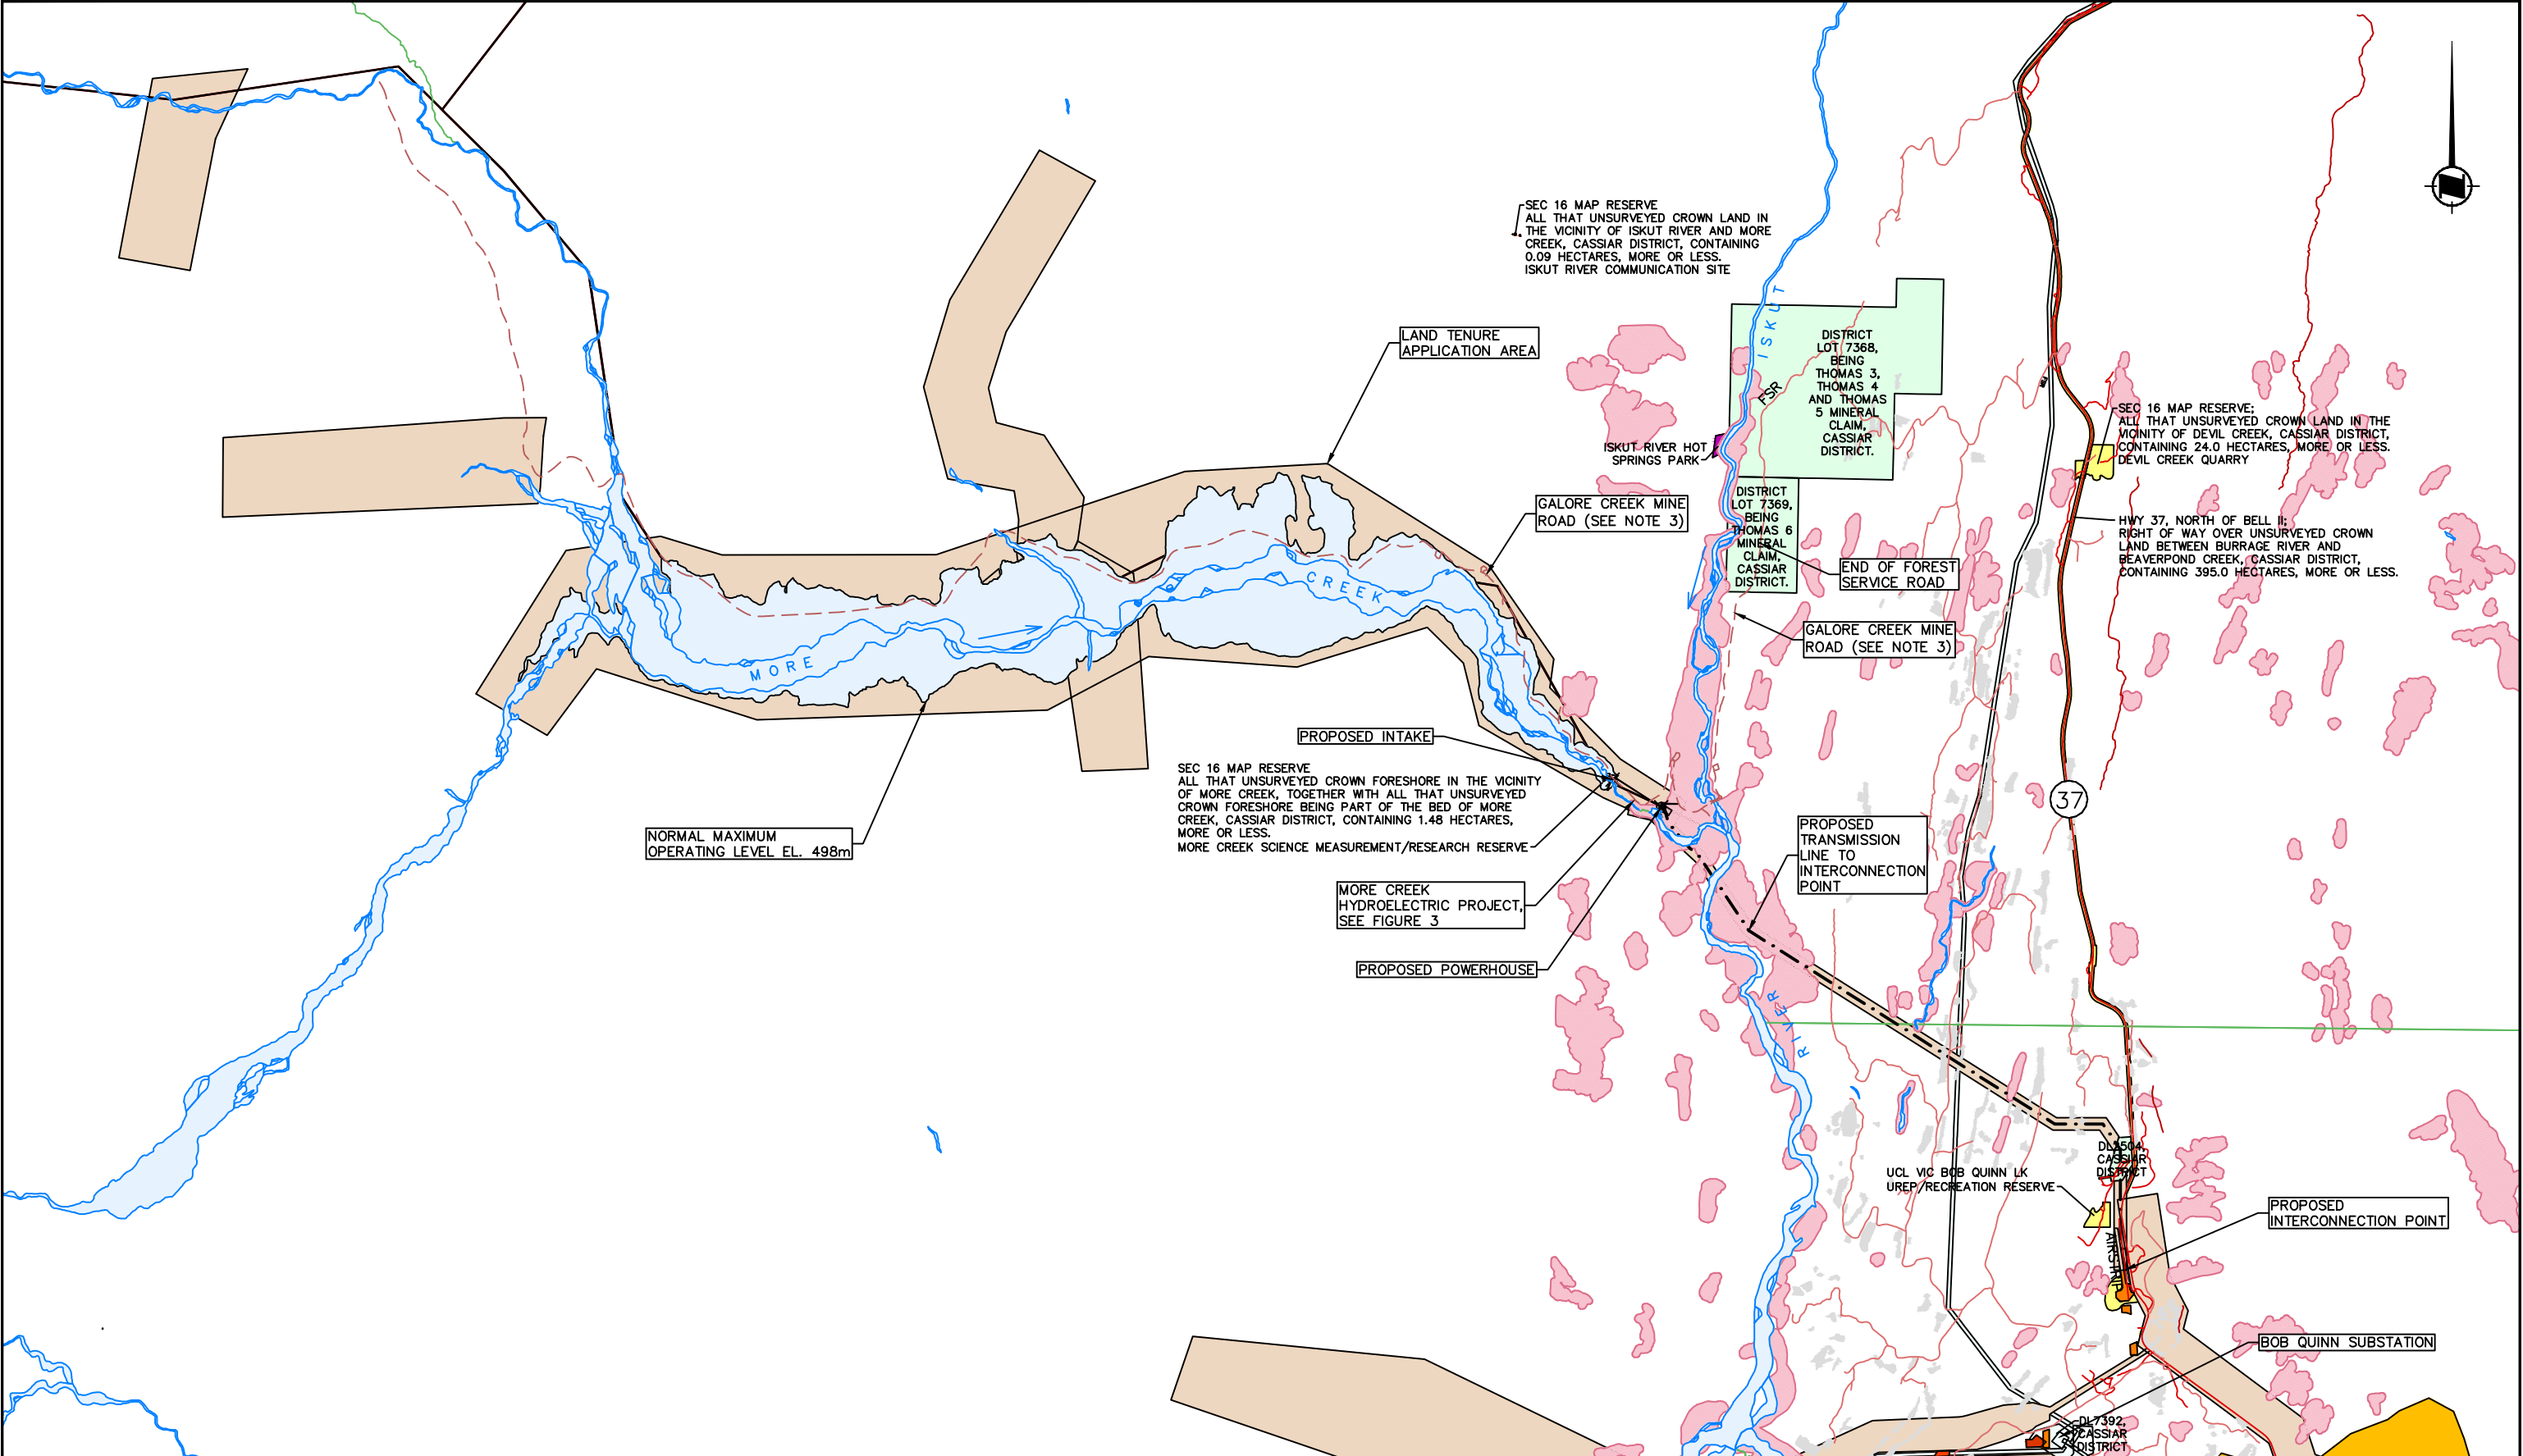 SEC 16 MAP RESERVE
ALL THAT UNSURVEYED CROWN LAND IN
THE VICINITY OF ISKUT RIVER AND MORE
CREEK, CASSIAR DISTRICT, CONTAINING
0.09 HECTARES, MORE OR LESS.
ISKUT RIVER COMMUNICATION SITE
LAND TENURE
APPLICATION AREA
ISKUT
DISTRICT
LOT 7368,
BEING
THOMAS 3,
THOMAS 4
AND THOMAS
5 MINERAL
CLAIM,
CASSIAR
DISTRICT.
FSR
ISKUT RIVER HOT
SPRINGS PARK
SEC 16 MAP RESERVE;
ALL THAT UNSURVEYED CROWN LAND IN THE
VICINITY OF DEVIL CREEK, CASSIAR DISTRICT,
CONTAINING 24.0 HECTARES, MORE OR LESS.
DEVIL CREEK QUARRY
GALORE CREEK MINE
ROAD (SEE NOTE 3)
DISTRICT
LOT 7369,
BEING
THOMAS 6
MINERAL
CLAIM,
CASSIAR
DISTRICT.
HWY 37, NORTH OF BELL II;
RIGHT OF WAY OVER UNSURVEYED CROWN
LAND BETWEEN BURRAGE RIVER AND
BEAVERPOND CREEK, CASSIAR DISTRICT,
CONTAINING 395.0 HECTARES, MORE OR LESS.
END OF FOREST
SERVICE ROAD
CREEK
MORE
GALORE CREEK MINE
ROAD (SEE NOTE 3)
PROPOSED INTAKE
SEC 16 MAP RESERVE
ALL THAT UNSURVEYED CROWN FORESHORE IN THE VICINITY
OF MORE CREEK, TOGETHER WITH ALL THAT UNSURVEYED
CROWN FORESHORE BEING PART OF THE BED OF MORE
CREEK, CASSIAR DISTRICT, CONTAINING 1.48 HECTARES,
MORE OR LESS.
MORE CREEK SCIENCE MEASUREMENT/RESEARCH RESERVE
37
NORMAL MAXIMUM
OPERATING LEVEL EL. 498m
PROPOSED
TRANSMISSION
LINE TO
INTERCONNECTION
POINT
MORE CREEK
HYDROELECTRIC PROJECT,
SEE FIGURE 3
PROPOSED POWERHOUSE
RIVER
DL2504,
CASSIAR
DISTRICT
UCL VIC BOB QUINN LK
UREP/RECREATION RESERVE
PROPOSED
INTERCONNECTION POINT
AIRSTRIP
BOB QUINN SUBSTATION
DL7392,
CASSIAR
DISTRICT